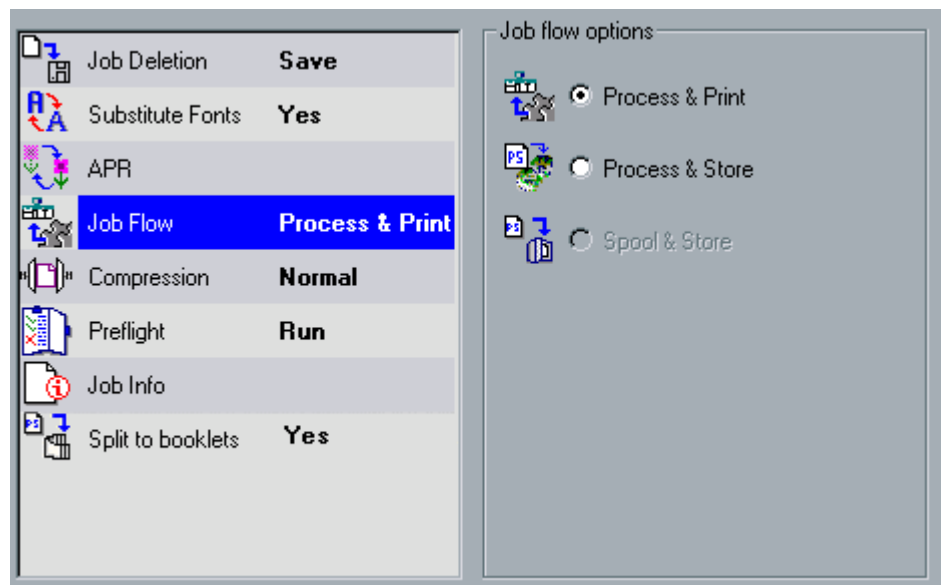 Job Deletion Save
Substitute Fonts Yes
APR
Job Flow Process & Print
Compression Normal
Preflight Run
Job Info
Split to booklets Yes
Job flow options
Process & Print
Process & Store
Spool & Store